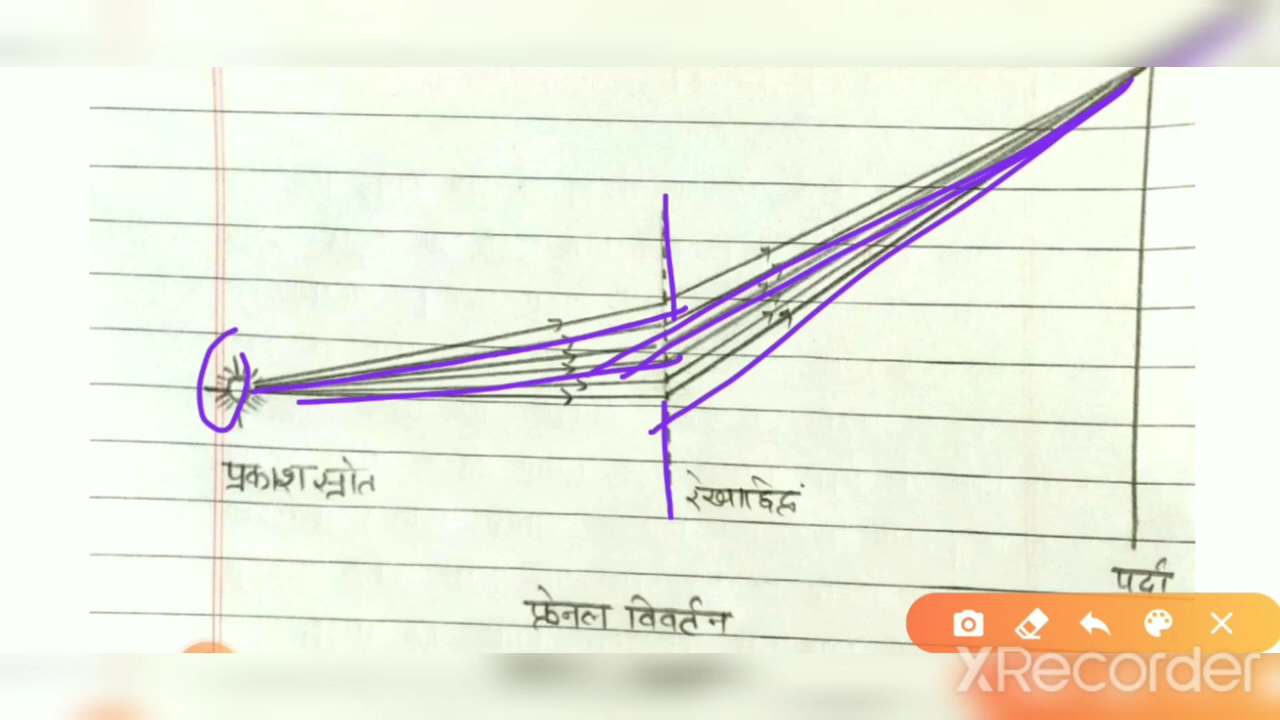 प्रकाश स्त्रोत
रेखाछिद्र
पर्दा
फ्रेनल विवर्तन
XRecorder